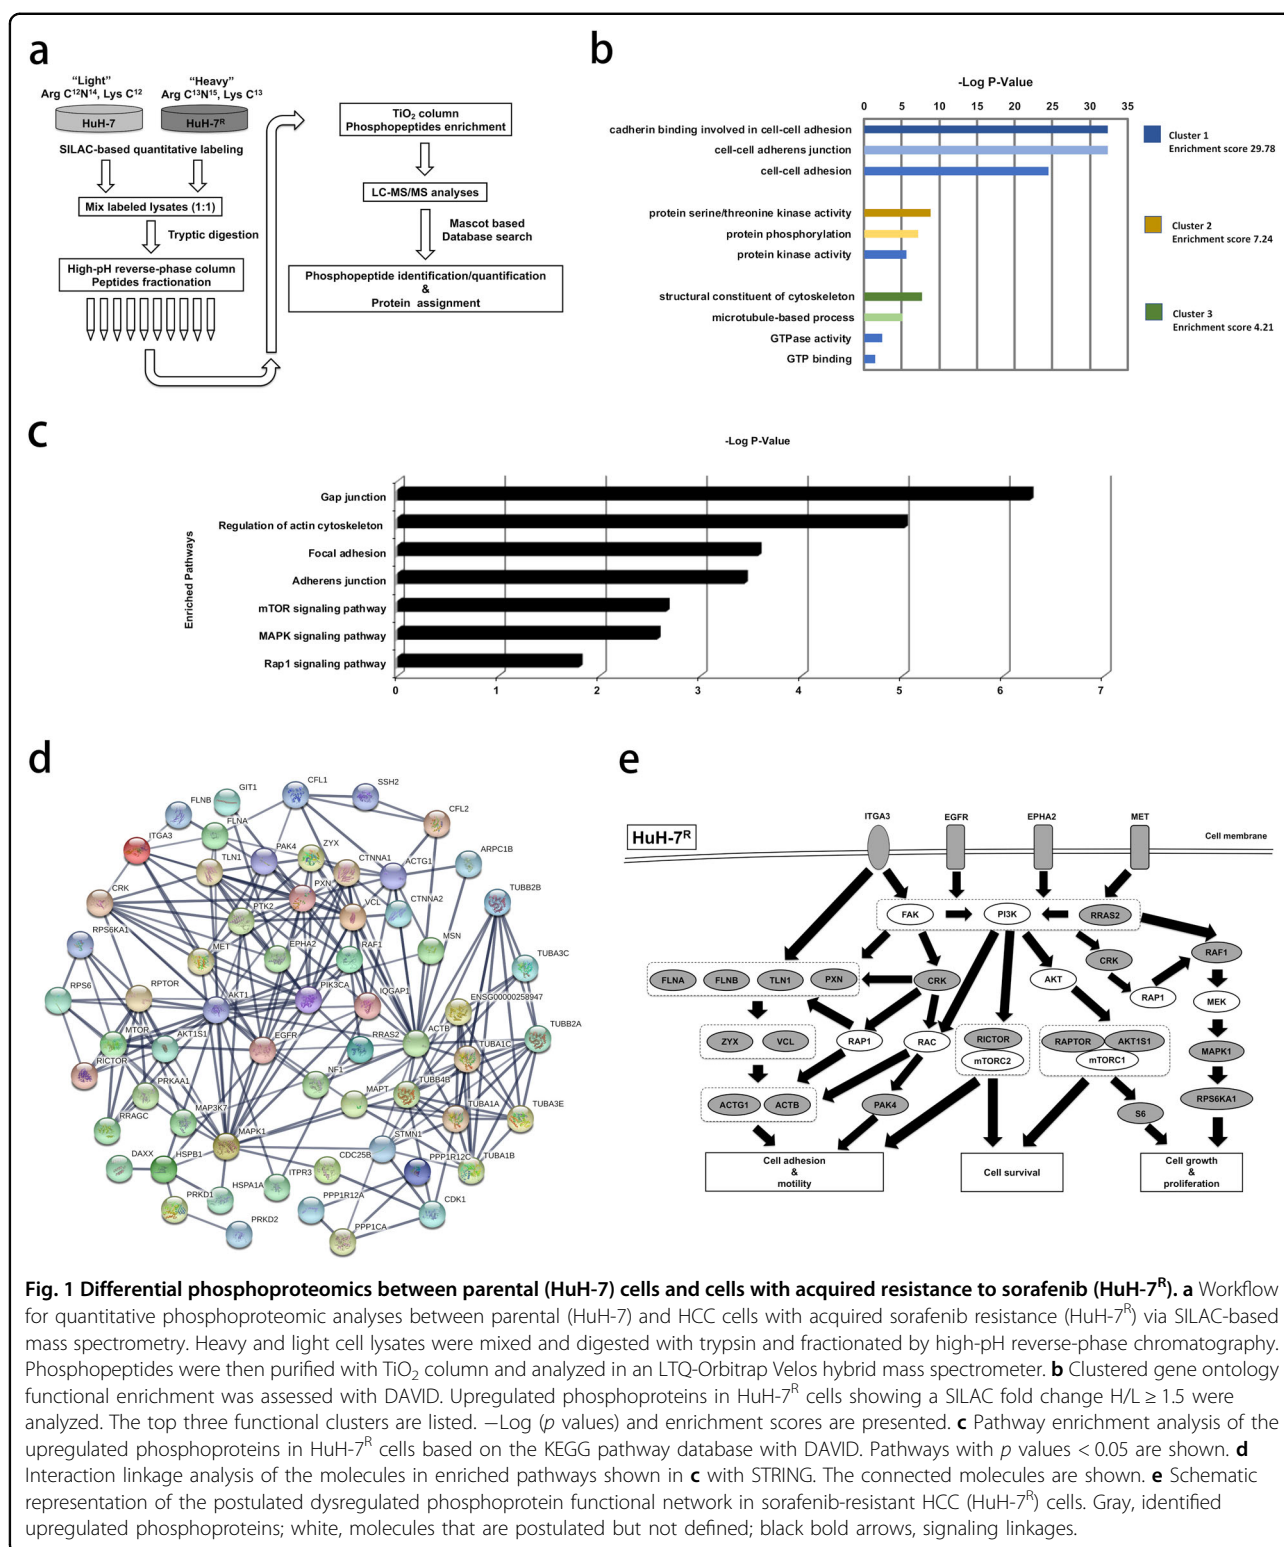 a
“Light”
Arg C¹²N¹⁴, Lys C¹²
“Heavy”
Arg C¹³N¹⁵, Lys C¹³
HuH-7
HuH-7ᴿ
SILAC-based quantitative labeling
Mix labeled lysates (1:1)
Tryptic digestion
High-pH reverse-phase column
Peptides fractionation
TiO₂ column
Phosphopeptides enrichment
LC-MS/MS analyses
Mascot based
Database search
Phosphopeptide identification/quantification
&
Protein assignment
b
-Log P-Value
0 5 10 15 20 25 30 35
cadherin binding involved in cell-cell adhesion
cell-cell adherens junction
cell-cell adhesion
protein serine/threonine kinase activity
protein phosphorylation
protein kinase activity
structural constituent of cytoskeleton
microtubule-based process
GTPase activity
GTP binding
Cluster 1
Enrichment score 29.78
Cluster 2
Enrichment score 7.24
Cluster 3
Enrichment score 4.21
c
-Log P-Value
Enriched Pathways
Gap junction
Regulation of actin cytoskeleton
Focal adhesion
Adherens junction
mTOR signaling pathway
MAPK signaling pathway
Rap1 signaling pathway
0 1 2 3 4 5 6 7
d
CFL1
SSH2
GIT1
FLNB
CFL2
FLNA
ITGA3
ZYX
PAK4
CTNNA1
ACTG1
ARPC1B
TLN1
PXN
CRK
TUBB2B
PTK2
VCL
CTNNA2
RPS6KA1
MET
EPHA2
RAF1
MSN
TUBA3C
RPS6
RPTOR
PIK3CA
IQGAP1
ENSG00000258947
AKT1
MTOR
AKT1S1
EGFR
RRAS2
ACTB
TUBB2A
TUBA1C
RICTOR
NF1
PRKAA1
MAPT
TUBB4B
RRAGC
MAP3K7
TUBA1A
TUBA3E
MAPK1
STMN1
DAXX
HSPB1
CDC25B
PPP1R12C
TUBA1B
ITPR3
PRKD1
HSPA1A
PPP1R12A
CDK1
PRKD2
PPP1CA
e
HuH-7ᴿ
ITGA3
EGFR
EPHA2
MET
Cell membrane
FAK
PI3K
RRAS2
FLNA
FLNB
TLN1
PXN
CRK
AKT
CRK
RAF1
RAP1
MEK
ZYX
VCL
RAP1
RAC
RICTOR
mTORC2
RAPTOR
AKT1S1
mTORC1
MAPK1
ACTG1
ACTB
PAK4
S6
RPS6KA1
Cell adhesion
&
motility
Cell survival
Cell growth
&
proliferation
Fig. 1 Differential phosphoproteomics between parental (HuH-7) cells and cells with acquired resistance to sorafenib (HuH-7ᴿ). a Workflow
for quantitative phosphoproteomic analyses between parental (HuH-7) and HCC cells with acquired sorafenib resistance (HuH-7ᴿ) via SILAC-based
mass spectrometry. Heavy and light cell lysates were mixed and digested with trypsin and fractionated by high-pH reverse-phase chromatography.
Phosphopeptides were then purified with TiO₂ column and analyzed in an LTQ-Orbitrap Velos hybrid mass spectrometer. b Clustered gene ontology
functional enrichment was assessed with DAVID. Upregulated phosphoproteins in HuH-7ᴿ cells showing a SILAC fold change H/L ≥ 1.5 were
analyzed. The top three functional clusters are listed. −Log (p values) and enrichment scores are presented. c Pathway enrichment analysis of the
upregulated phosphoproteins in HuH-7ᴿ cells based on the KEGG pathway database with DAVID. Pathways with p values < 0.05 are shown. d
Interaction linkage analysis of the molecules in enriched pathways shown in c with STRING. The connected molecules are shown. e Schematic
representation of the postulated dysregulated phosphoprotein functional network in sorafenib-resistant HCC (HuH-7ᴿ) cells. Gray, identified
upregulated phosphoproteins; white, molecules that are postulated but not defined; black bold arrows, signaling linkages.